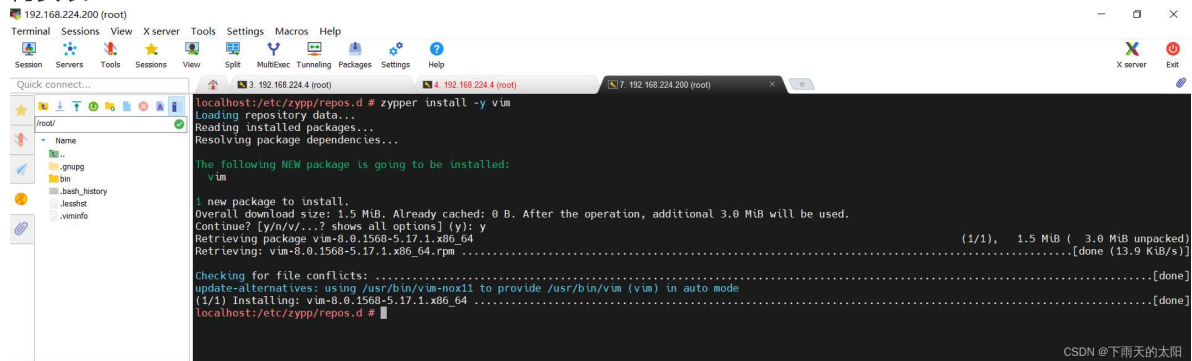 192.168.224.200 (root)
Terminal Sessions View X server Tools Settings Macros Help
Session Servers Tools Sessions View Split MultiExec Tunneling Packages Settings Help X server Exit
Quick connect... 3. 192.168.224.4 (root) 4. 192.168.224.4 (root) 7. 192.168.224.200 (root)
/root/
Name
..
.gnupg
bin
.bash_history
.lesshst
.viminfo
localhost:/etc/zypp/repos.d # zypper install -y vim
Loading repository data...
Reading installed packages...
Resolving package dependencies...
The following NEW package is going to be installed:
vim
1 new package to install.
Overall download size: 1.5 MiB. Already cached: 0 B. After the operation, additional 3.0 MiB will be used.
Continue? [y/n/v/...? shows all options] (y): y
Retrieving package vim-8.0.1568-5.17.1.x86_64 (1/1), 1.5 MiB ( 3.0 MiB unpacked)
Retrieving: vim-8.0.1568-5.17.1.x86_64.rpm ....................[done (13.9 KiB/s)]
Checking for file conflicts: ....................[done]
update-alternatives: using /usr/bin/vim-nox11 to provide /usr/bin/vim (vim) in auto mode
(1/1) Installing: vim-8.0.1568-5.17.1.x86_64 ....................[done]
localhost:/etc/zypp/repos.d #
CSDN @下雨天的太阳